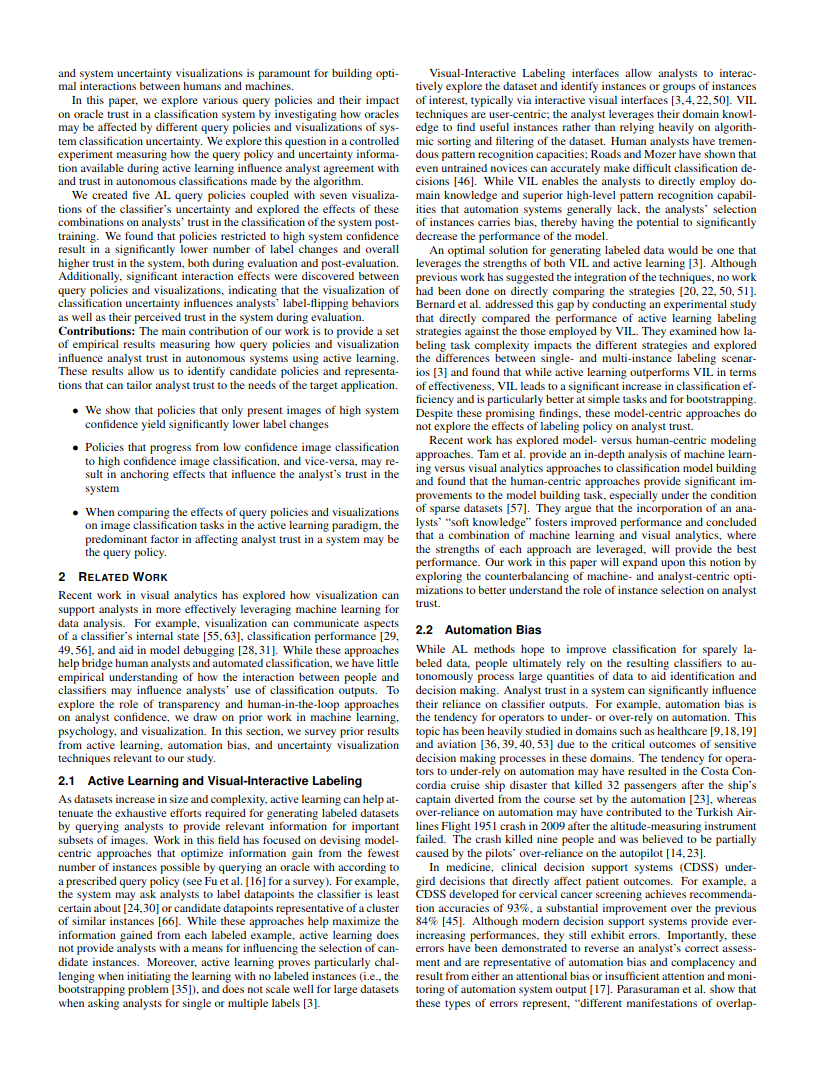 and system uncertainty visualizations is paramount for building opti-
mal interactions between humans and machines.
In this paper, we explore various query policies and their impact
on oracle trust in a classification system by investigating how oracles
may be affected by different query policies and visualizations of sys-
tem classification uncertainty. We explore this question in a controlled
experiment measuring how the query policy and uncertainty informa-
tion available during active learning influence analyst agreement with
and trust in autonomous classifications made by the algorithm.
We created five AL query policies coupled with seven visualiza-
tions of the classifier's uncertainty and explored the effects of these
combinations on analysts' trust in the classification of the system post-
training. We found that policies restricted to high system confidence
result in a significantly lower number of label changes and overall
higher trust in the system, both during evaluation and post-evaluation.
Additionally, significant interaction effects were discovered between
query policies and visualizations, indicating that the visualization of
classification uncertainty influences analysts' label-flipping behaviors
as well as their perceived trust in the system during evaluation.
Contributions: The main contribution of our work is to provide a set
of empirical results measuring how query policies and visualization
influence analyst trust in autonomous systems using active learning.
These results allow us to identify candidate policies and representa-
tions that can tailor analyst trust to the needs of the target application.
• We show that policies that only present images of high system
confidence yield significantly lower label changes
• Policies that progress from low confidence image classification
to high confidence image classification, and vice-versa, may re-
sult in anchoring effects that influence the analyst's trust in the
system
• When comparing the effects of query policies and visualizations
on image classification tasks in the active learning paradigm, the
predominant factor in affecting analyst trust in a system may be
the query policy.
2 RELATED WORK
Recent work in visual analytics has explored how visualization can
support analysts in more effectively leveraging machine learning for
data analysis. For example, visualization can communicate aspects
of a classifier's internal state [55,63], classification performance [29,
49,56], and aid in model debugging [28,31]. While these approaches
help bridge human analysts and automated classification, we have little
empirical understanding of how the interaction between people and
classifiers may influence analysts' use of classification outputs. To
explore the role of transparency and human-in-the-loop approaches
on analyst confidence, we draw on prior work in machine learning,
psychology, and visualization. In this section, we survey prior results
from active learning, automation bias, and uncertainty visualization
techniques relevant to our study.
2.1 Active Learning and Visual-Interactive Labeling
As datasets increase in size and complexity, active learning can help at-
tenuate the exhaustive efforts required for generating labeled datasets
by querying analysts to provide relevant information for important
subsets of images. Work in this field has focused on devising model-
centric approaches that optimize information gain from the fewest
number of instances possible by querying an oracle with according to
a prescribed query policy (see Fu et al. [16] for a survey). For example,
the system may ask analysts to label datapoints the classifier is least
certain about [24,30] or candidate datapoints representative of a cluster
of similar instances [66]. While these approaches help maximize the
information gained from each labeled example, active learning does
not provide analysts with a means for influencing the selection of can-
didate instances. Moreover, active learning proves particularly chal-
lenging when initiating the learning with no labeled instances (i.e., the
bootstrapping problem [35]), and does not scale well for large datasets
when asking analysts for single or multiple labels [3].
Visual-Interactive Labeling interfaces allow analysts to interac-
tively explore the dataset and identify instances or groups of instances
of interest, typically via interactive visual interfaces [3,4,22,50]. VIL
techniques are user-centric; the analyst leverages their domain knowl-
edge to find useful instances rather than relying heavily on algorith-
mic sorting and filtering of the dataset. Human analysts have tremen-
dous pattern recognition capacities; Roads and Mozer have shown that
even untrained novices can accurately make difficult classification de-
cisions [46]. While VIL enables the analysts to directly employ do-
main knowledge and superior high-level pattern recognition capabil-
ities that automation systems generally lack, the analysts' selection
of instances carries bias, thereby having the potential to significantly
decrease the performance of the model.
An optimal solution for generating labeled data would be one that
leverages the strengths of both VIL and active learning [3]. Although
previous work has suggested the integration of the techniques, no work
had been done on directly comparing the strategies [20, 22, 50, 51].
Bernard et al. addressed this gap by conducting an experimental study
that directly compared the performance of active learning labeling
strategies against the those employed by VIL. They examined how la-
beling task complexity impacts the different strategies and explored
the differences between single- and multi-instance labeling scenar-
ios [3] and found that while active learning outperforms VIL in terms
of effectiveness, VIL leads to a significant increase in classification ef-
ficiency and is particularly better at simple tasks and for bootstrapping.
Despite these promising findings, these model-centric approaches do
not explore the effects of labeling policy on analyst trust.
Recent work has explored model- versus human-centric modeling
approaches. Tam et al. provide an in-depth analysis of machine learn-
ing versus visual analytics approaches to classification model building
and found that the human-centric approaches provide significant im-
provements to the model building task, especially under the condition
of sparse datasets [57]. They argue that the incorporation of an ana-
lysts' “soft knowledge” fosters improved performance and concluded
that a combination of machine learning and visual analytics, where
the strengths of each approach are leveraged, will provide the best
performance. Our work in this paper will expand upon this notion by
exploring the counterbalancing of machine- and analyst-centric opti-
mizations to better understand the role of instance selection on analyst
trust.
2.2 Automation Bias
While AL methods hope to improve classification for sparely la-
beled data, people ultimately rely on the resulting classifiers to au-
tonomously process large quantities of data to aid identification and
decision making. Analyst trust in a system can significantly influence
their reliance on classifier outputs. For example, automation bias is
the tendency for operators to under- or over-rely on automation. This
topic has been heavily studied in domains such as healthcare [9,18,19]
and aviation [36, 39, 40, 53] due to the critical outcomes of sensitive
decision making processes in these domains. The tendency for opera-
tors to under-rely on automation may have resulted in the Costa Con-
cordia cruise ship disaster that killed 32 passengers after the ship's
captain diverted from the course set by the automation [23], whereas
over-reliance on automation may have contributed to the Turkish Air-
lines Flight 1951 crash in 2009 after the altitude-measuring instrument
failed. The crash killed nine people and was believed to be partially
caused by the pilots' over-reliance on the autopilot [14,23].
In medicine, clinical decision support systems (CDSS) under-
gird decisions that directly affect patient outcomes. For example, a
CDSS developed for cervical cancer screening achieves recommenda-
tion accuracies of 93%, a substantial improvement over the previous
84% [45]. Although modern decision support systems provide ever-
increasing performances, they still exhibit errors. Importantly, these
errors have been demonstrated to reverse an analyst's correct assess-
ment and are representative of automation bias and complacency and
result from either an attentional bias or insufficient attention and moni-
toring of automation system output [17]. Parasuraman et al. show that
these types of errors represent, “different manifestations of overlap-